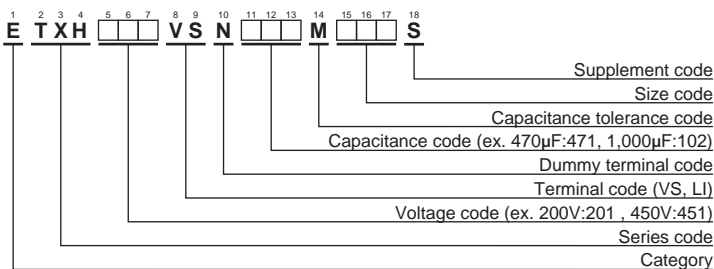 1 2 3 4 5 6 7 8 9 10 11 12 13 14 15 16 17 18
E T X H □□□ V S N □□□ M □□□ S
Supplement code
Size code
Capacitance tolerance code
Capacitance code (ex. 470µF:471, 1,000µF:102)
Dummy terminal code
Terminal code (VS, LI)
Voltage code (ex. 200V:201 , 450V:451)
Series code
Category